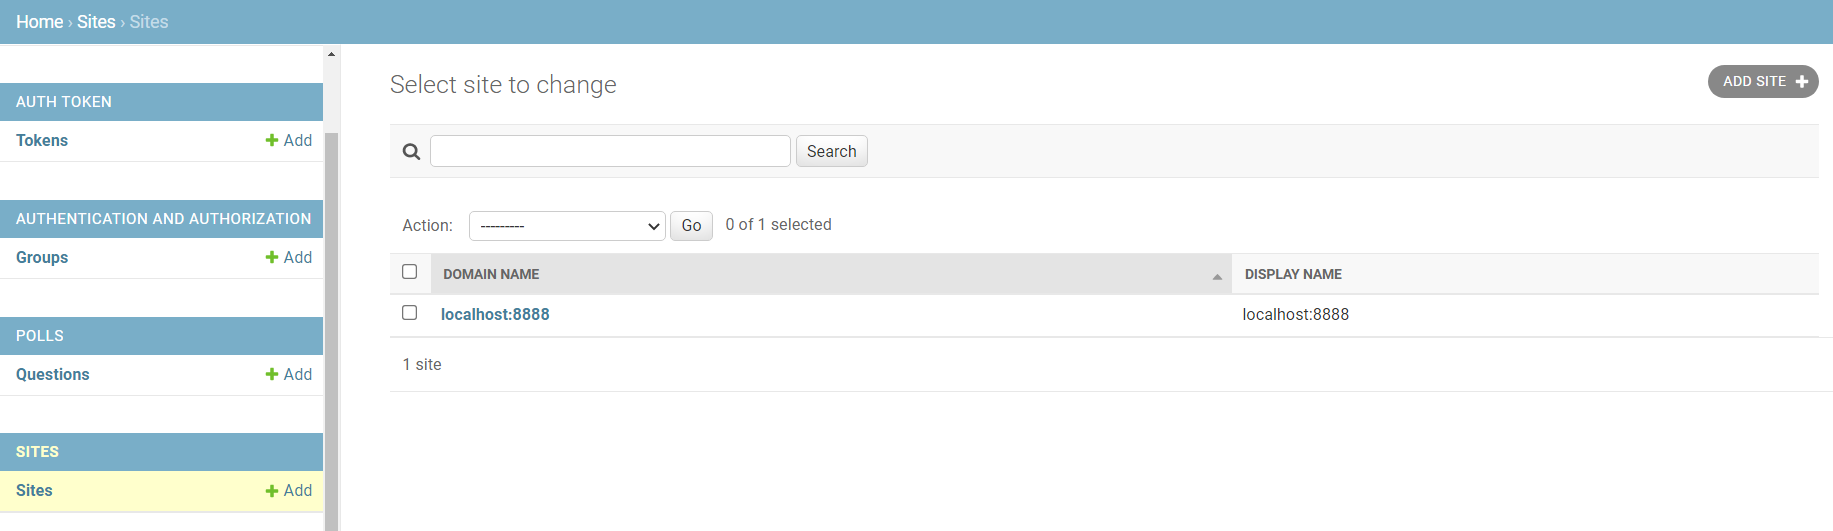 Home › Sites › Sites
AUTH TOKEN
Tokens
Add
AUTHENTICATION AND AUTHORIZATION
Groups
Add
POLLS
Questions
Add
SITES
Sites
Add
Select site to change
ADD SITE
Search
Action:
---------
Go
0 of 1 selected
DOMAIN NAME
DISPLAY NAME
localhost:8888
localhost:8888
1 site